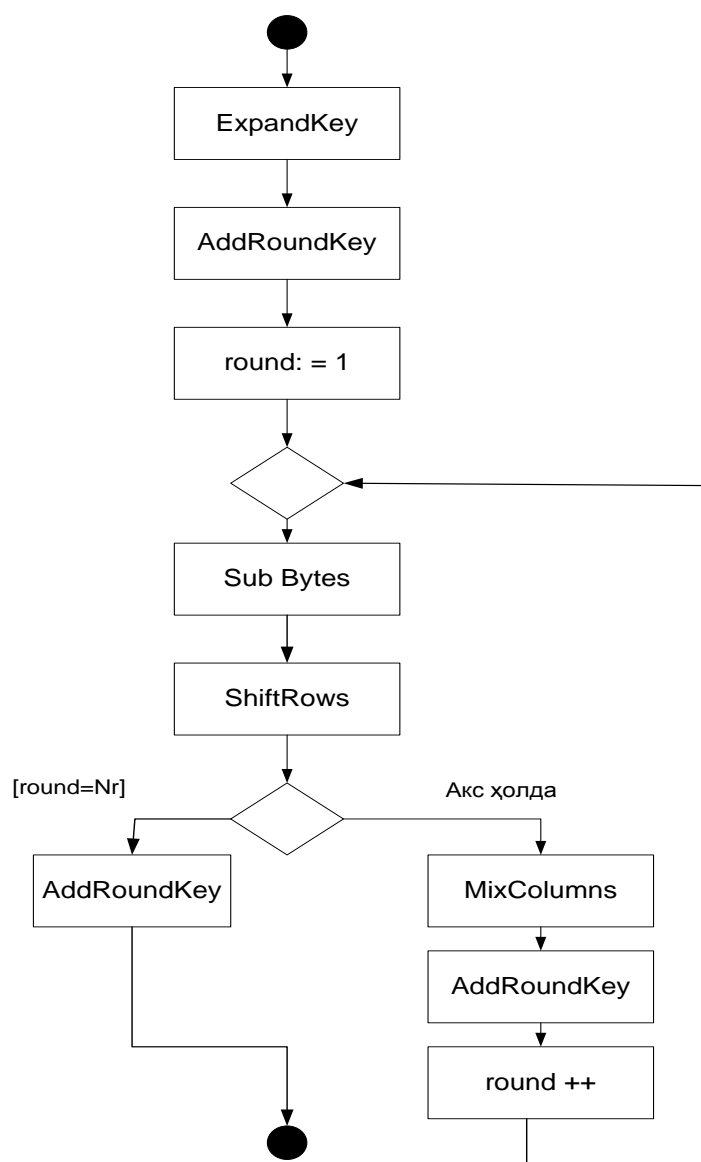 ExpandKey
AddRoundKey
round: = 1
Sub Bytes
ShiftRows
[round=Nr]
Акс ҳолда
AddRoundKey
MixColumns
AddRoundKey
round ++